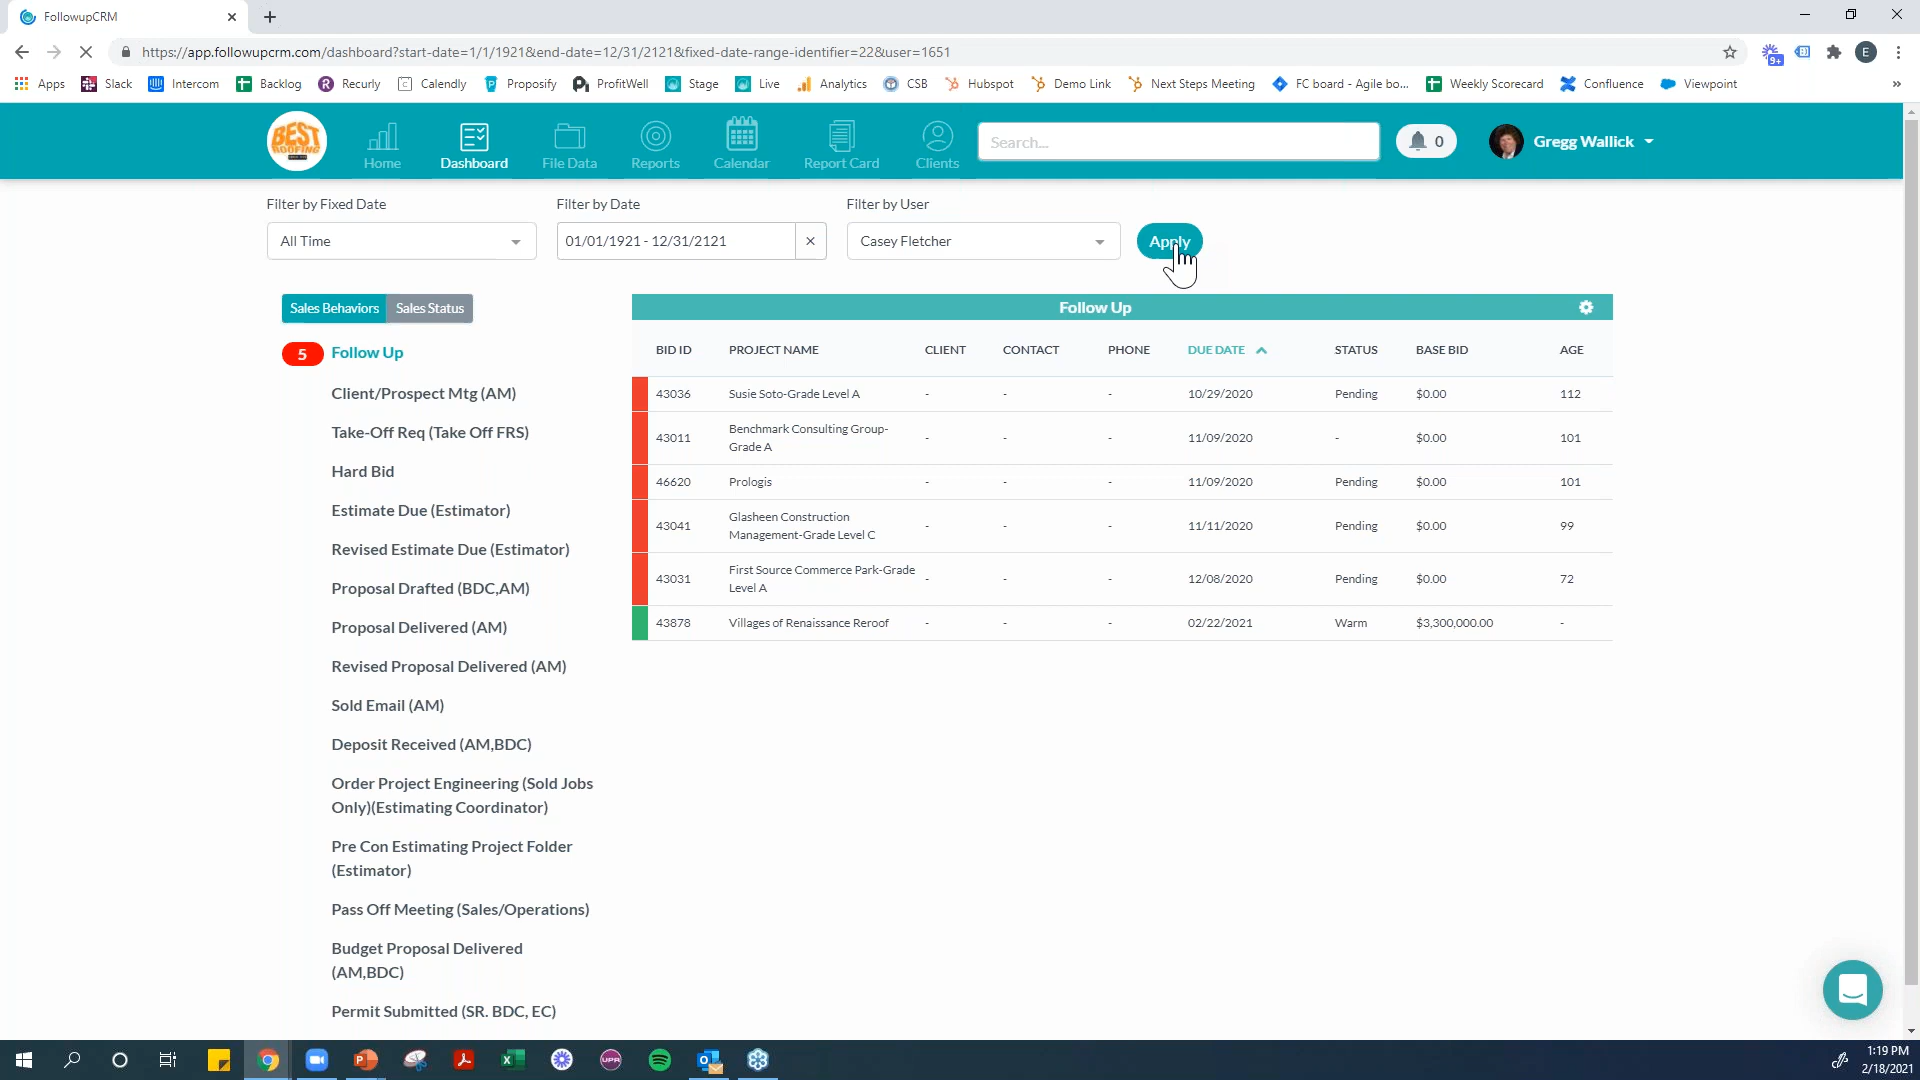 FollowupCRM
https://app.followupcrm.com/dashboard?start-date=1/1/1921&end-date=12/31/2121&fixed-date-range-identifier=22&user=1651
9+
E
Apps Slack Intercom Backlog Recurly Calendly Proposify ProfitWell Stage Live Analytics CSB Hubspot Demo Link Next Steps Meeting FC board - Agile bo... Weekly Scorecard Confluence Viewpoint »
BEST
ROOFING
Home Dashboard File Data Reports Calendar Report Card Clients
Search...
0
Gregg Wallick
Filter by Fixed Date Filter by Date Filter by User
All Time 01/01/1921 - 12/31/2121 Casey Fletcher Apply
Sales Behaviors Sales Status
5 Follow Up
Client/Prospect Mtg (AM)
Take-Off Req (Take Off FRS)
Hard Bid
Estimate Due (Estimator)
Revised Estimate Due (Estimator)
Proposal Drafted (BDC,AM)
Proposal Delivered (AM)
Revised Proposal Delivered (AM)
Sold Email (AM)
Deposit Received (AM,BDC)
Order Project Engineering (Sold Jobs
Only)(Estimating Coordinator)
Pre Con Estimating Project Folder
(Estimator)
Pass Off Meeting (Sales/Operations)
Budget Proposal Delivered
(AM,BDC)
Permit Submitted (SR. BDC, EC)
Follow Up
BID ID PROJECT NAME CLIENT CONTACT PHONE DUE DATE STATUS BASE BID AGE
43036 Susie Soto-Grade Level A - - - 10/29/2020 Pending $0.00 112
43011 Benchmark Consulting Group-
Grade A - - - 11/09/2020 - $0.00 101
46620 Prologis - - - 11/09/2020 Pending $0.00 101
43041 Glasheen Construction
Management-Grade Level C - - - 11/11/2020 Pending $0.00 99
43031 First Source Commerce Park-Grade
Level A - - - 12/08/2020 Pending $0.00 72
43878 Villages of Renaissance Reroof - - - 02/22/2021 Warm $3,300,000.00 -
UPR
1:19 PM
2/18/2021